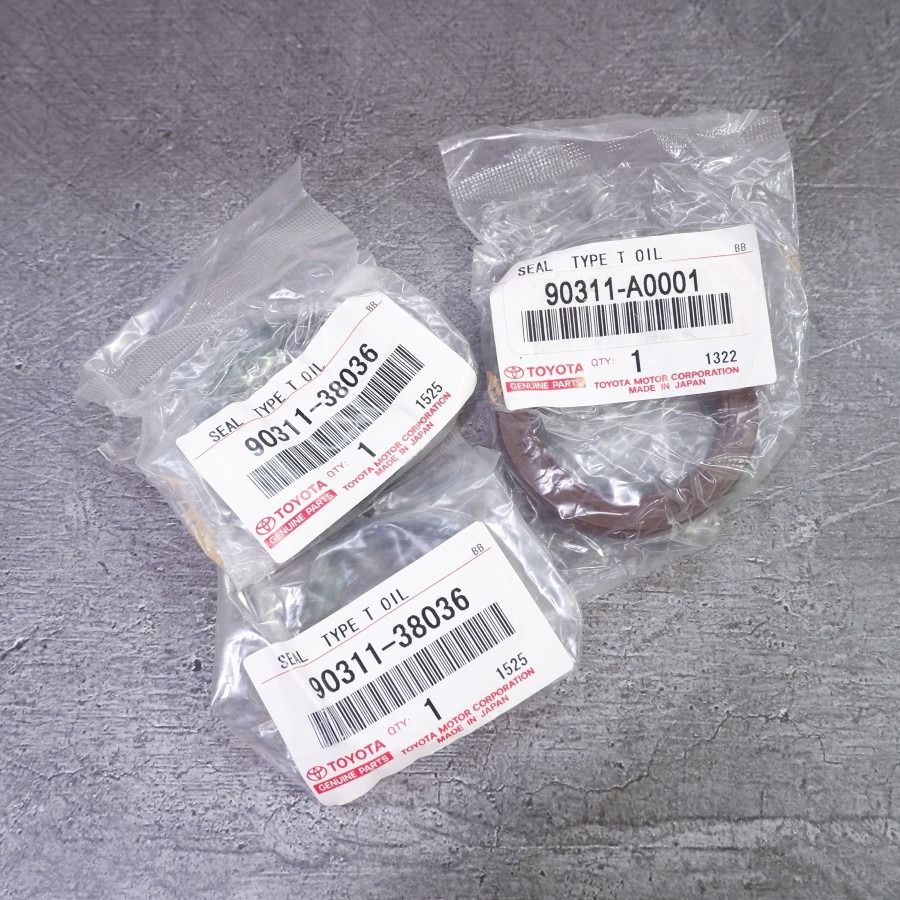 BB
SEAL TYPE T OIL
90311-A0001
TOYOTA
GENUINE PARTS
QTY: 1
1322
TOYOTA MOTOR CORPORATION
MADE IN JAPAN
BB
SEAL TYPE T OIL
90311-38036
TOYOTA
GENUINE PARTS
QTY: 1
1525
TOYOTA MOTOR CORPORATION
MADE IN JAPAN
BB
SEAL TYPE T OIL
90311-38036
TOYOTA
GENUINE PARTS
QTY: 1
1525
TOYOTA MOTOR CORPORATION
MADE IN JAPAN